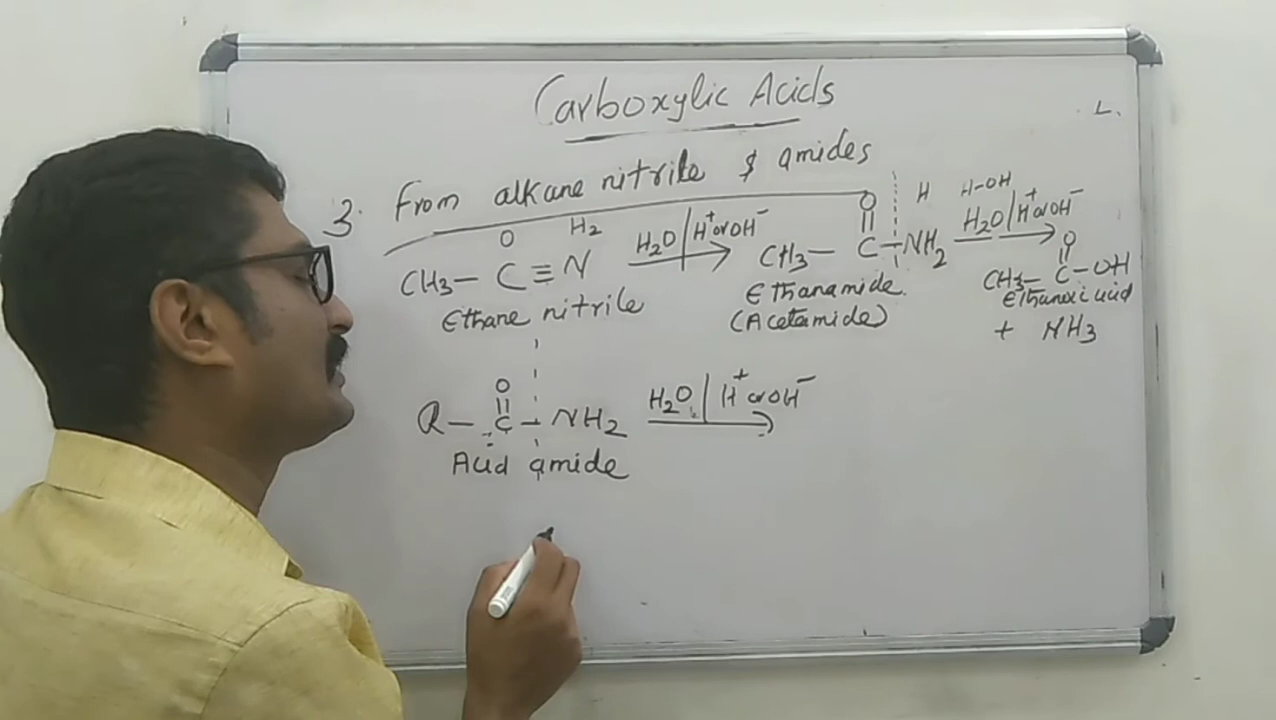 Carboxylic Acids
L.
3. From alkane nitrile & amides
O H2
CH3— C ≡ N
H2O / H+ or OH−
O
||
CH3— C — NH2
H H-OH
H2O / H+ or OH−
O
||
CH3— C — OH
Ethane nitrile
Ethanamide
(Acetamide)
Ethanoic acid
+ NH3
O
||
R — C — NH2
H2O / H+ or OH−
Acid amide